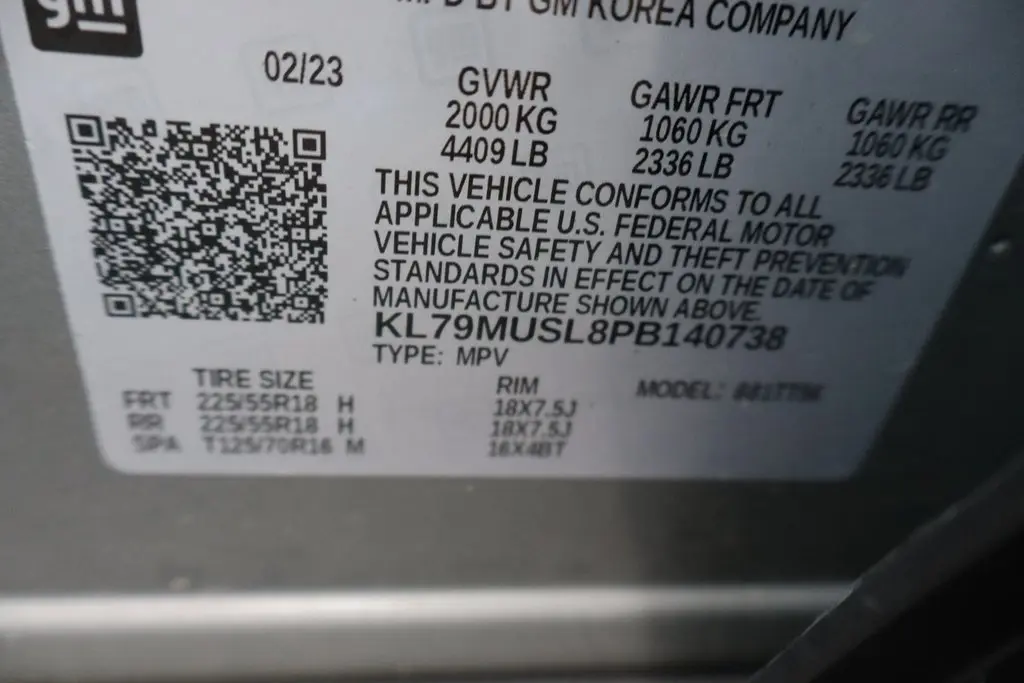 gm
MFD BY GM KOREA COMPANY
02/23 GVWR GAWR FRT GAWR RR
2000 KG 1060 KG 1060 KG
4409 LB 2336 LB 2336 LB
THIS VEHICLE CONFORMS TO ALL
APPLICABLE U.S. FEDERAL MOTOR
VEHICLE SAFETY AND THEFT PREVENTION
STANDARDS IN EFFECT ON THE DATE OF
MANUFACTURE SHOWN ABOVE.
KL79MUSL8PB140738
TYPE: MPV
TIRE SIZE RIM MODEL:
FRT 225/55R18 H 18X7.5J
RR 225/55R18 H 18X7.5J
SPA T125/70R16 M 16X4BT